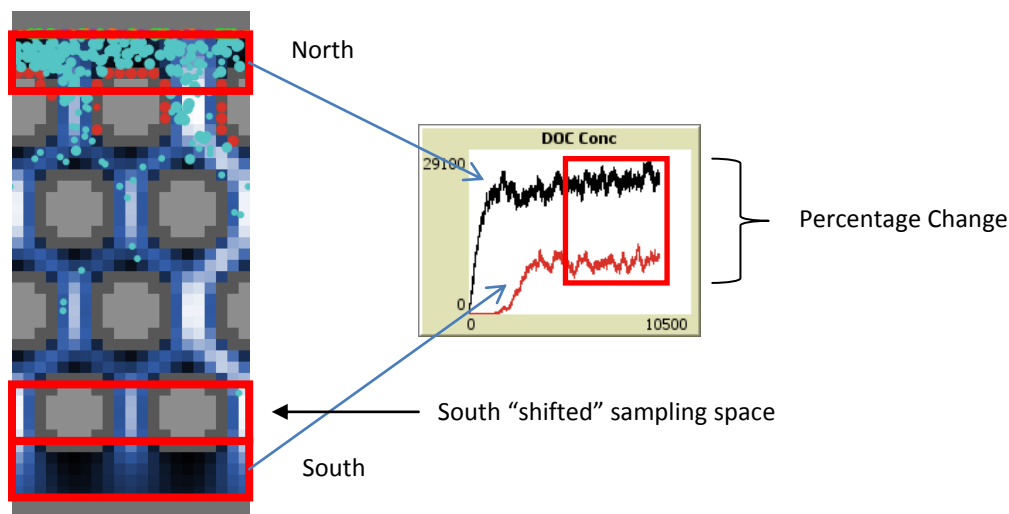 North
DOC Conc
29100
0
0
10500
Percentage Change
South “shifted” sampling space
South